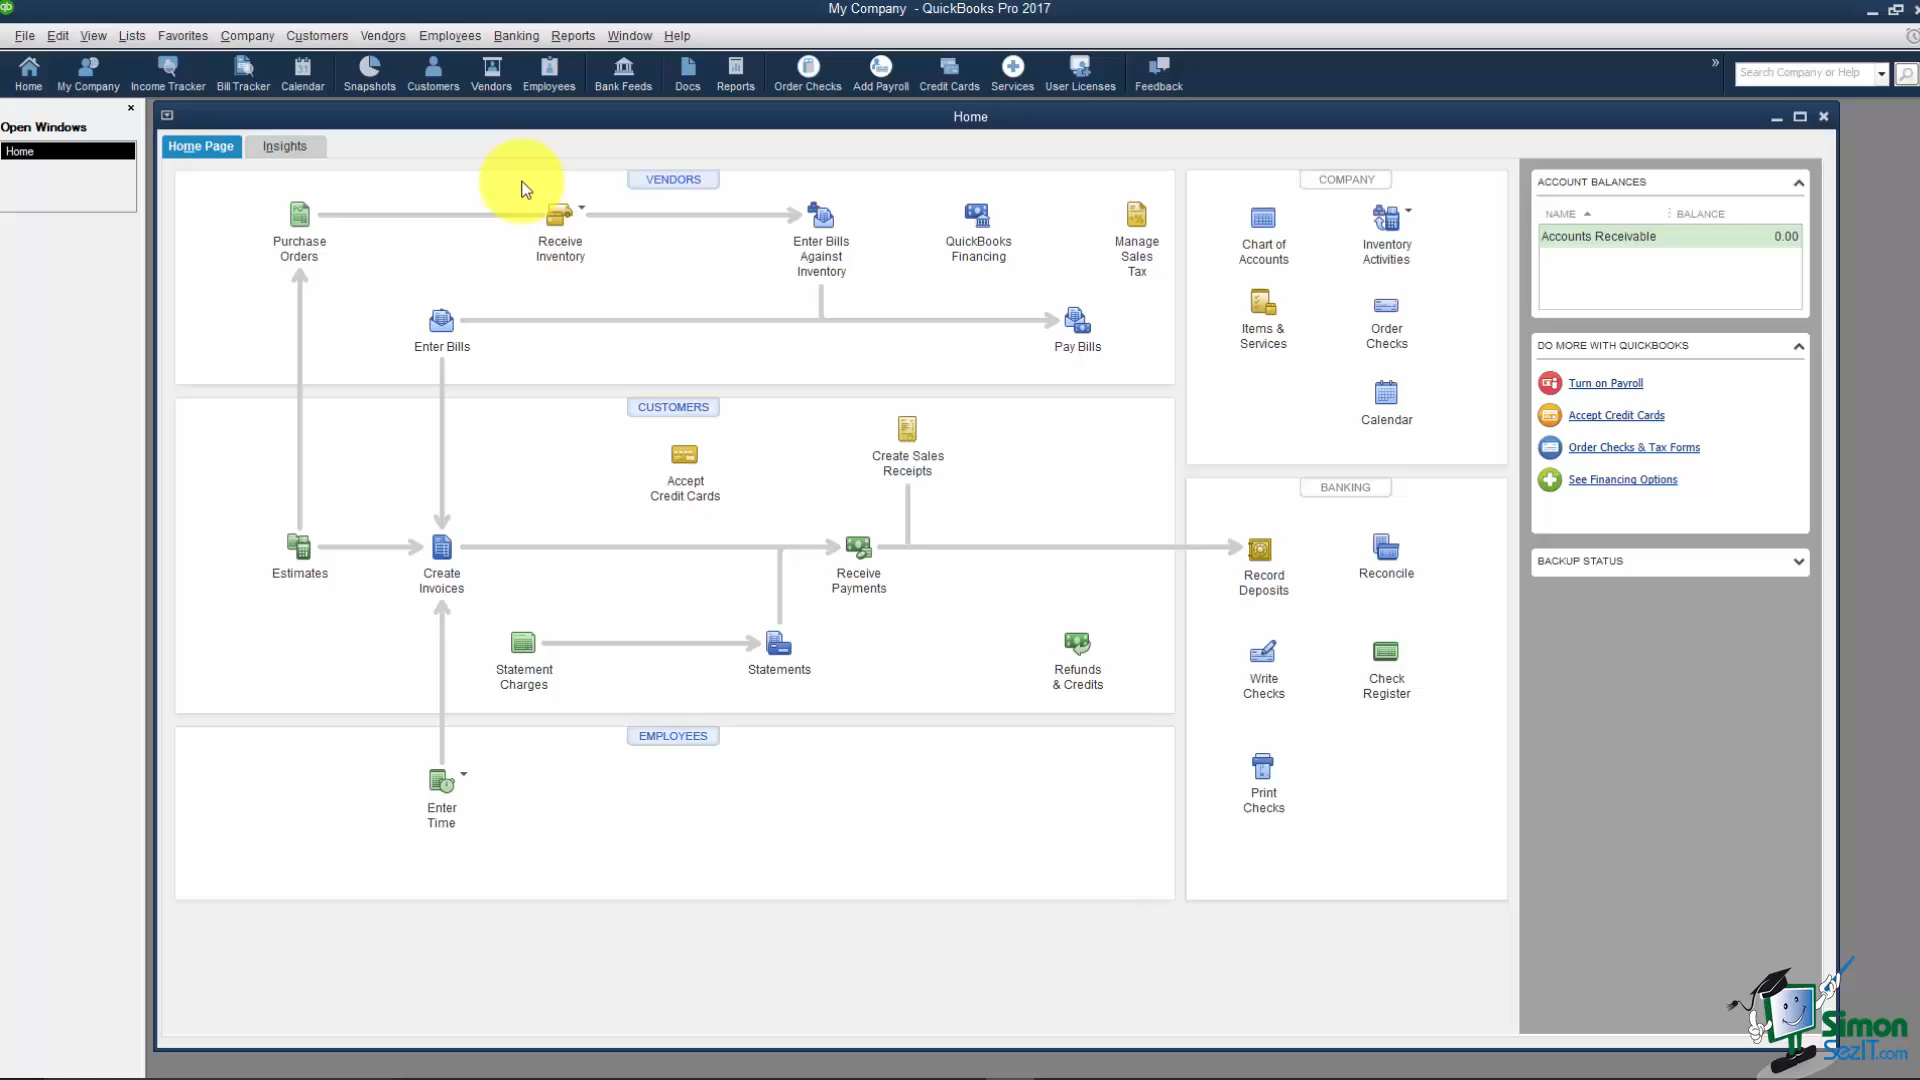 My Company - QuickBooks Pro 2017
File Edit View Lists Favorites Company Customers Vendors Employees Banking Reports Window Help
Home My Company Income Tracker Bill Tracker Calendar Snapshots Customers Vendors Employees Bank Feeds Docs Reports Order Checks Add Payroll Credit Cards Services User Licenses Feedback
Search Company or Help
Open Windows
Home
Home
Home Page Insights
VENDORS
Purchase
Orders
Receive
Inventory
Enter Bills
Against
Inventory
QuickBooks
Financing
Manage
Sales
Tax
Enter Bills
Pay Bills
CUSTOMERS
Accept
Credit Cards
Create Sales
Receipts
Estimates
Create
Invoices
Receive
Payments
Statement
Charges
Statements
Refunds
& Credits
EMPLOYEES
Enter
Time
COMPANY
Chart of
Accounts
Inventory
Activities
Items &
Services
Order
Checks
Calendar
BANKING
Record
Deposits
Reconcile
Write
Checks
Check
Register
Print
Checks
ACCOUNT BALANCES
NAME BALANCE
Accounts Receivable 0.00
DO MORE WITH QUICKBOOKS
Turn on Payroll
Accept Credit Cards
Order Checks & Tax Forms
See Financing Options
BACKUP STATUS
Simon
SezIT.com